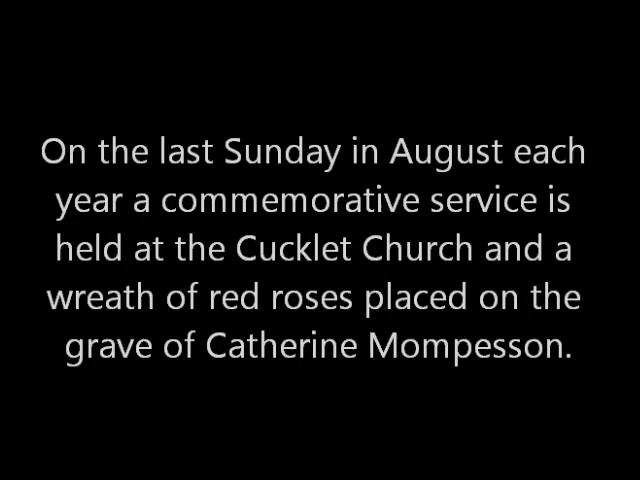 On the last Sunday in August each
year a commemorative service is
held at the Cucklet Church and a
wreath of red roses placed on the
grave of Catherine Mompesson.